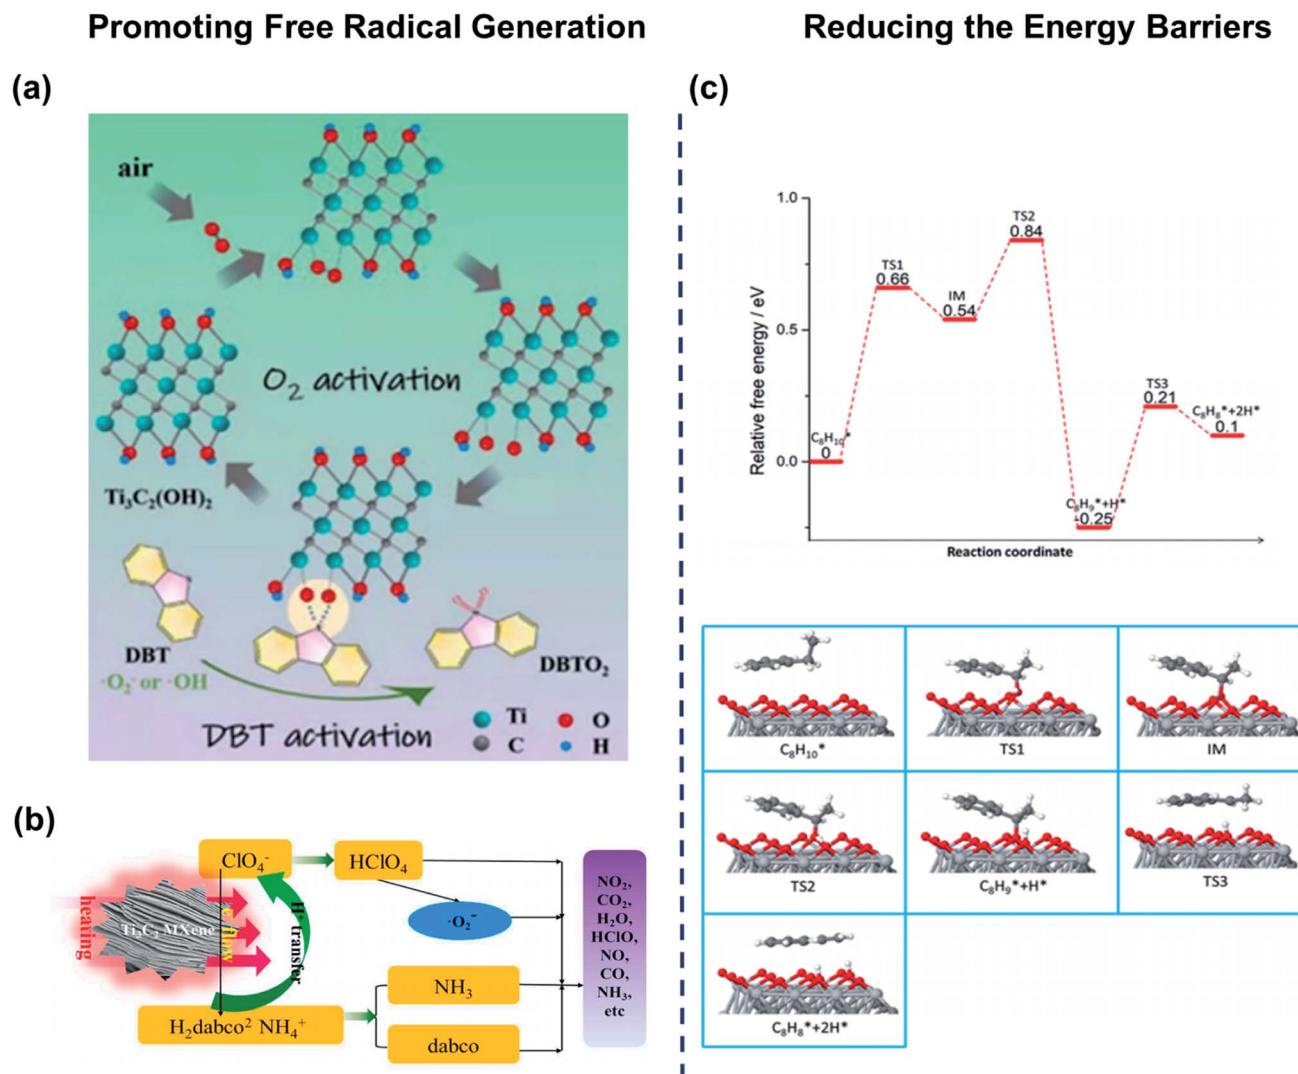 Promoting Free Radical Generation
Reducing the Energy Barriers
(a)
air
O₂ activation
Ti₃C₂(OH)₂
DBT
·O₂⁻ or ·OH
DBTO₂
DBT activation
Ti
O
C
H
(b)
heating
Ti₃C₂ MXene
e⁻ flow
H⁺ transfer
ClO₄⁻
HClO₄
·O₂⁻
H₂dabco² NH₄⁺
NH₃
dabco
NO₂,
CO₂,
H₂O,
HClO,
NO,
CO,
NH₃,
etc
(c)
Relative free energy / eV
1.0
0.5
0.0
C₈H₁₀*
0
TS1
0.66
IM
0.54
TS2
0.84
C₈H₉*+H*
-0.25
TS3
0.21
C₈H₈*+2H*
0.1
Reaction coordinate
C₈H₁₀*
TS1
IM
TS2
C₈H₉*+H*
TS3
C₈H₈*+2H*